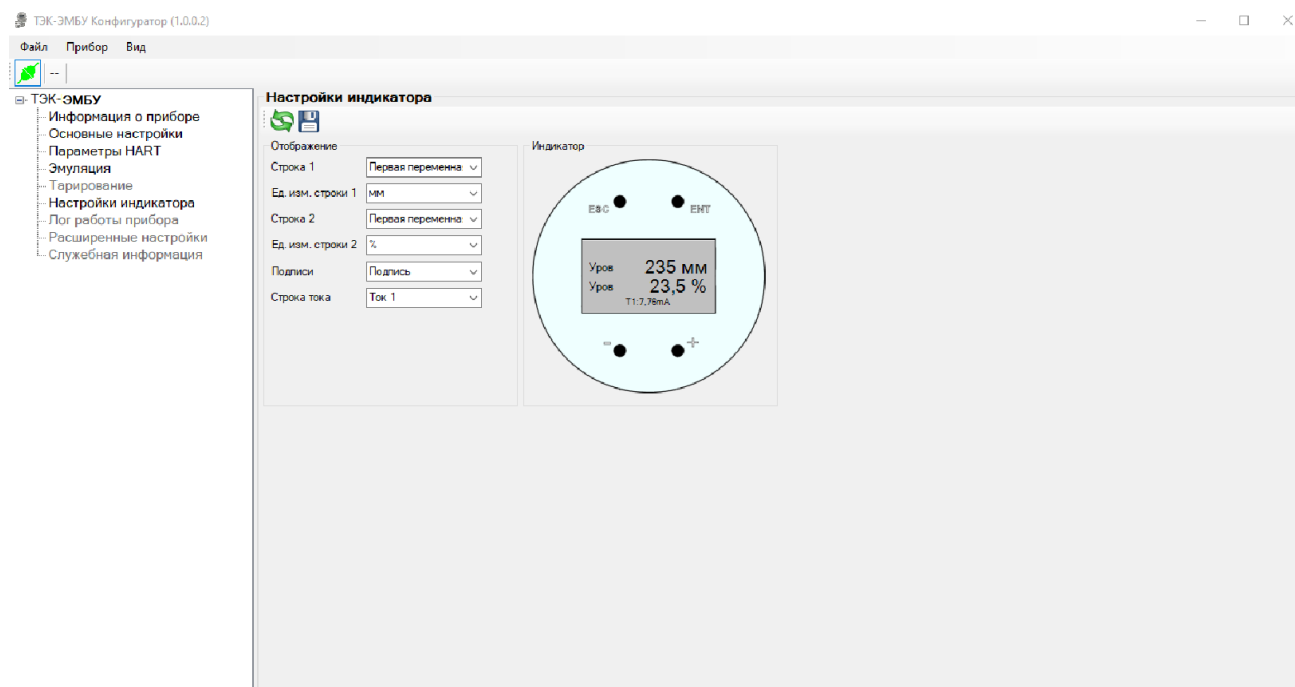 ТЭК-ЭМБУ Конфигуратор (1.0.0.2)
Файл Прибор Вид
--
ТЭК-ЭМБУ
Информация о приборе
Основные настройки
Параметры HART
Эмуляция
Тарирование
Настройки индикатора
Лог работы прибора
Расширенные настройки
Служебная информация
Настройки индикатора
Отображение
Строка 1 Первая переменна
Ед. изм. строки 1 мм
Строка 2 Первая переменна
Ед. изм. строки 2 %
Подписи Подпись
Строка тока Ток 1
Индикатор
ESC ENT
Уров 235 мм
Уров 23,5 %
T1:7,76mA
- +